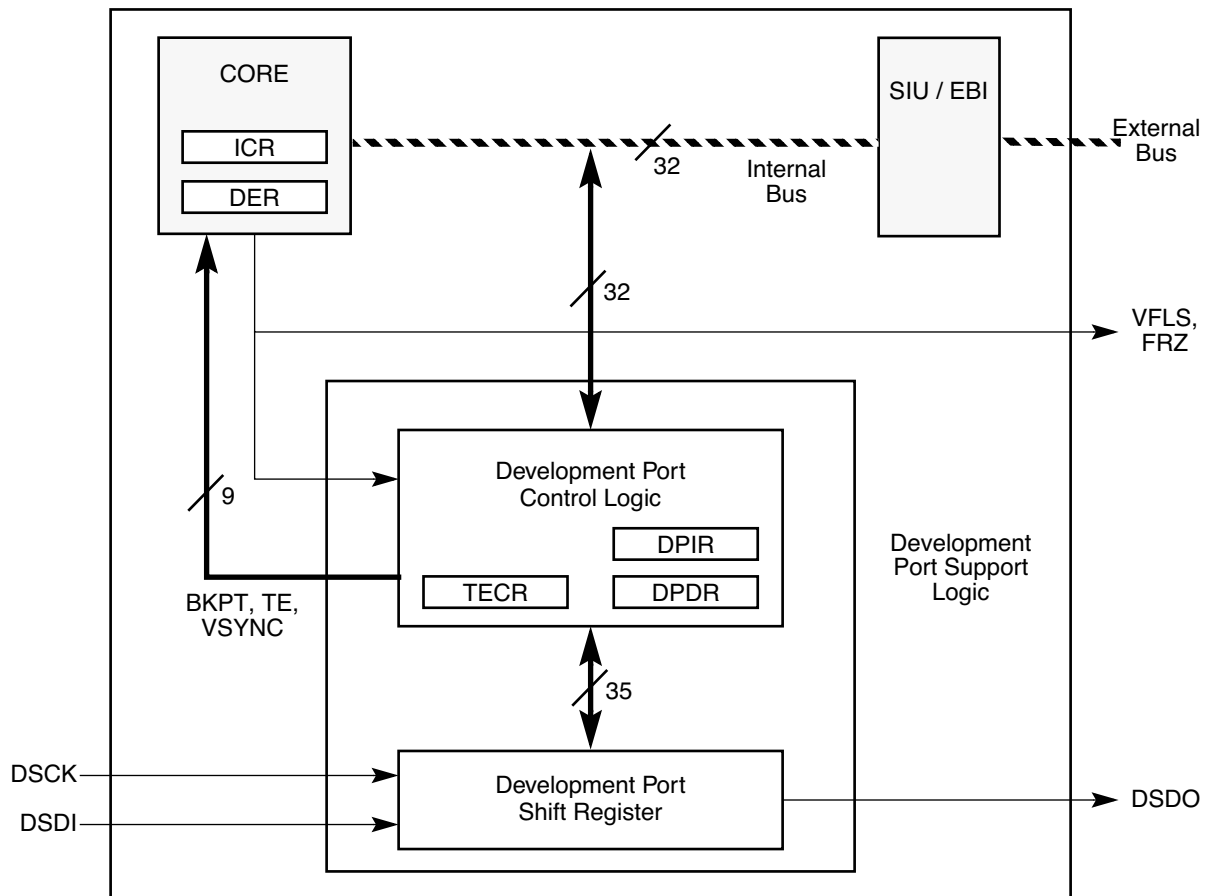 CORE
ICR
DER
SIU / EBI
32
Internal
Bus
External
Bus
32
VFLS,
FRZ
9
BKPT, TE,
VSYNC
Development Port
Control Logic
DPIR
TECR
DPDR
Development
Port Support
Logic
35
DSCK
DSDI
Development Port
Shift Register
DSDO